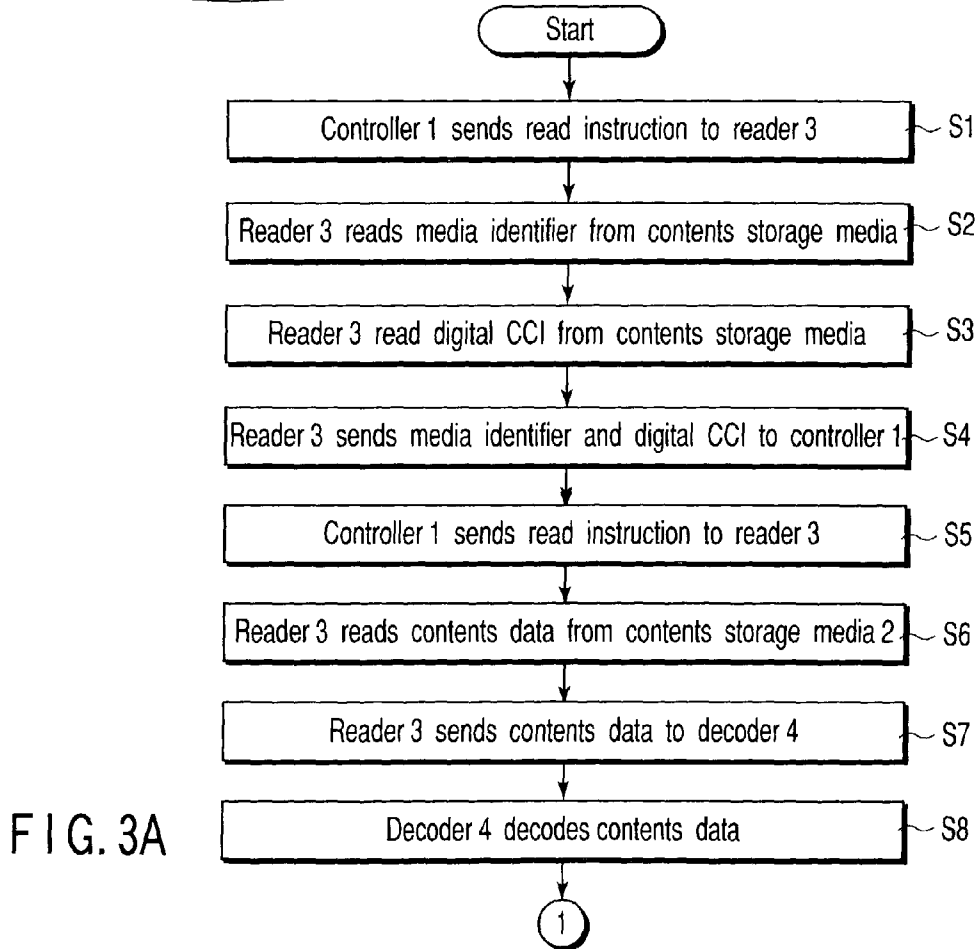 Start
Controller 1 sends read instruction to reader 3
S1
Reader 3 reads media identifier from contents storage media
S2
Reader 3 read digital CCI from contents storage media
S3
Reader 3 sends media identifier and digital CCI to controller 1
S4
Controller 1 sends read instruction to reader 3
S5
Reader 3 reads contents data from contents storage media 2
S6
Reader 3 sends contents data to decoder 4
S7
Decoder 4 decodes contents data
S8
FIG. 3A
1